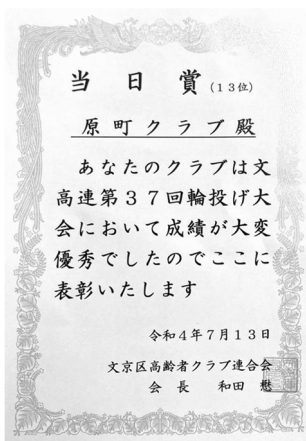 当日賞(13位)
原町クラブ殿
あなたのクラブは文
高連第37回輪投げ大
会において成績が大変
優秀でしたのでここに
表彰いたします
令和4年7月13日
文京区高齢者クラブ連合会
会長 和田 懋